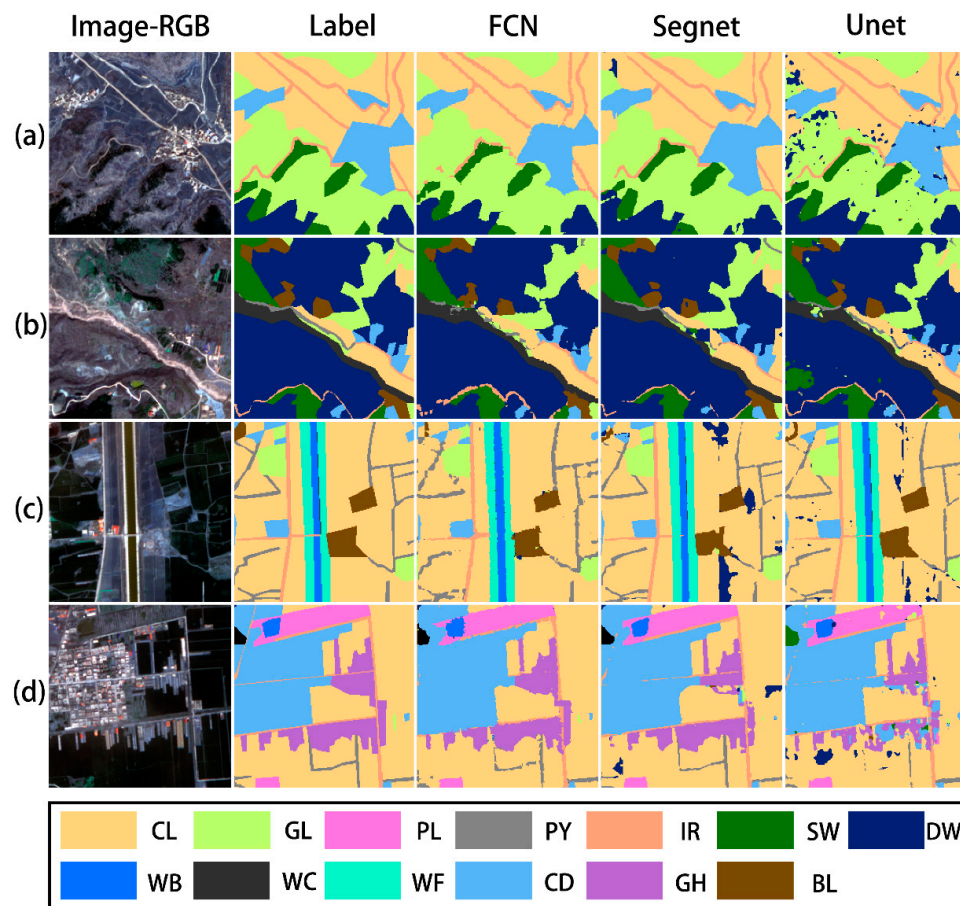 Image-RGB Label FCN Segnet Unet
(a)
(b)
(c)
(d)
CL GL PL PY IR SW DW
WB WC WF CD GH BL